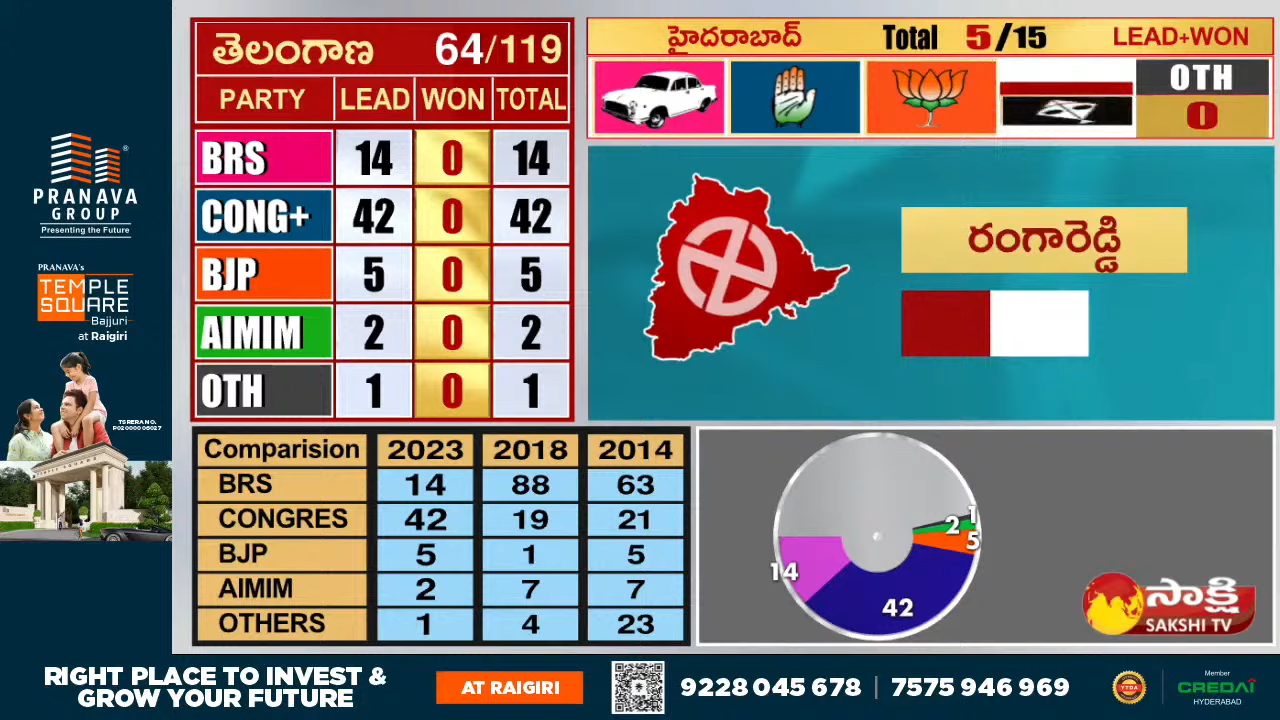 PRANAVA
GROUP
Presenting the Future
PRANAVA's
TEMPLE
SQUARE
Bajjuri
at Raigiri
TSRERA NO.
P02000006027
తెలంగాణ 64/119
PARTY LEAD WON TOTAL
BRS 14 0 14
CONG+ 42 0 42
BJP 5 0 5
AIMIM 2 0 2
OTH 1 0 1
హైదరాబాద్ Total 5/15 LEAD+WON
OTH
0
రంగారెడ్డి
Comparision 2023 2018 2014
BRS 14 88 63
CONGRES 42 19 21
BJP 5 1 5
AIMIM 2 7 7
OTHERS 1 4 23
1
2
5
14
42
సాక్షి
SAKSHI TV
RIGHT PLACE TO INVEST &
GROW YOUR FUTURE
AT RAIGIRI
9228 045 678 | 7575 946 969
YTDA
Member
CREDAI
HYDERABAD